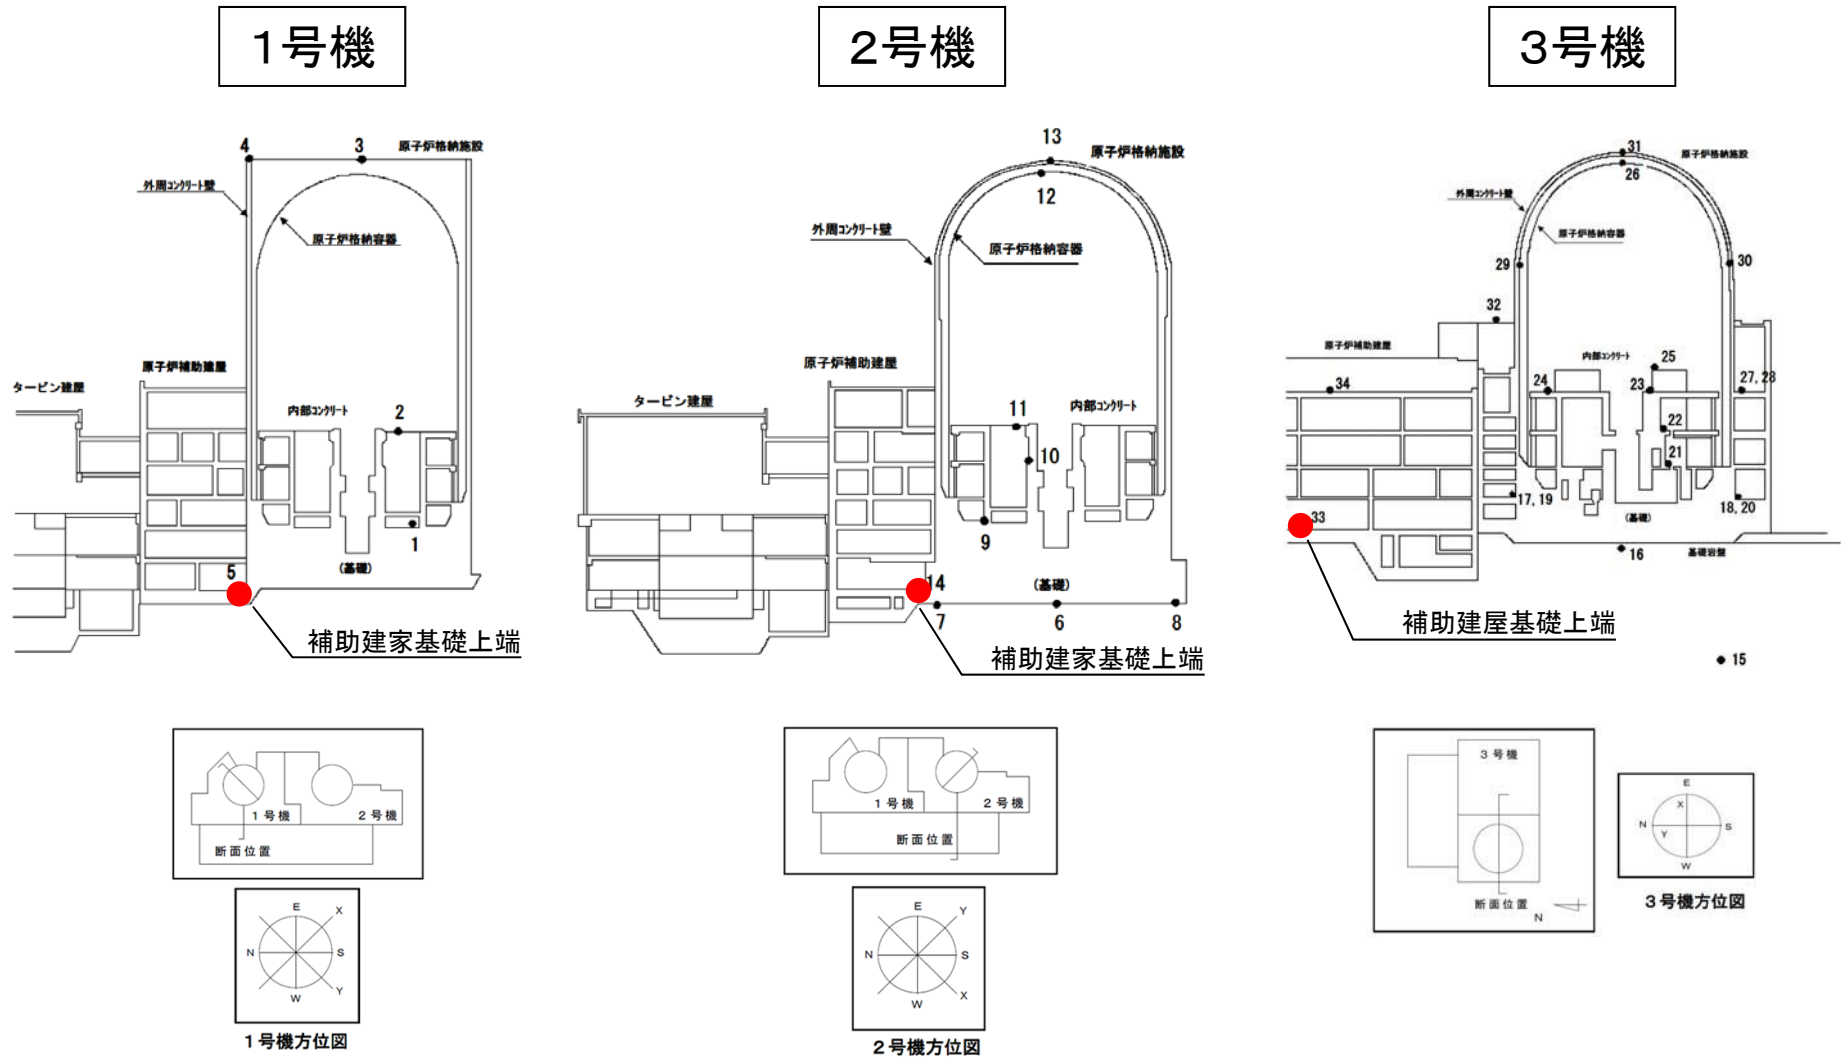 1号機
4
3
原子炉格納施設
外周コンクリート壁
原子炉格納容器
原子炉補助建屋
タービン建屋
内部コンクリート
2
1
5
(基礎)
補助建家基礎上端
1号機
2号機
断面位置
E
X
N
S
W
Y
1号機方位図
2号機
13
原子炉格納施設
12
外周コンクリート壁
原子炉格納容器
原子炉補助建屋
タービン建屋
11
内部コンクリート
10
9
14
(基礎)
7
6
8
補助建家基礎上端
1号機
2号機
断面位置
E
Y
N
S
W
X
2号機方位図
3号機
31
原子炉格納施設
26
外周コンクリート壁
原子炉格納容器
29
30
32
原子炉補助建屋
内部コンクリート
25
34
24
23
27, 28
22
21
17, 19
18, 20
33
(基礎)
16
基礎岩盤
補助建屋基礎上端
15
3号機
断面位置
N
E
X
N
S
Y
W
3号機方位図